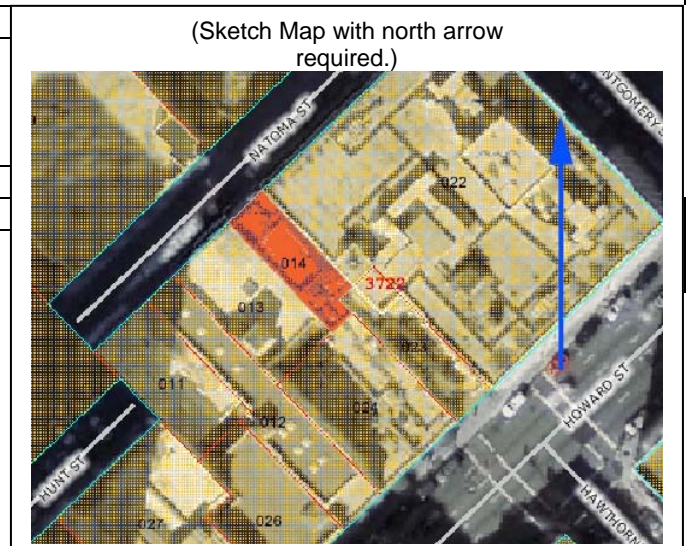 (Sketch Map with north arrow
required.)
NATOMA ST
NTGOMERY S
022
014
3722
013
023
011
HOWARD ST
024
012
HUNT ST
HAWTHORN
027
026